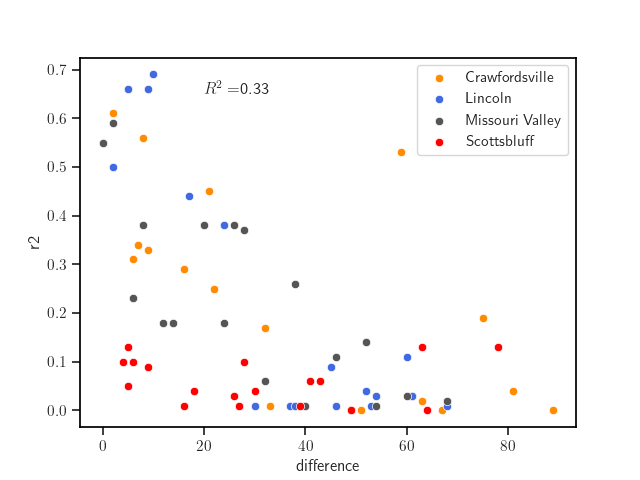 0.7
0.6
0.5
0.4
0.3
0.2
0.1
0.0
r2
R² =0.33
Crawfordsville
Lincoln
Missouri Valley
Scottsbluff
0 20 40 60 80
difference